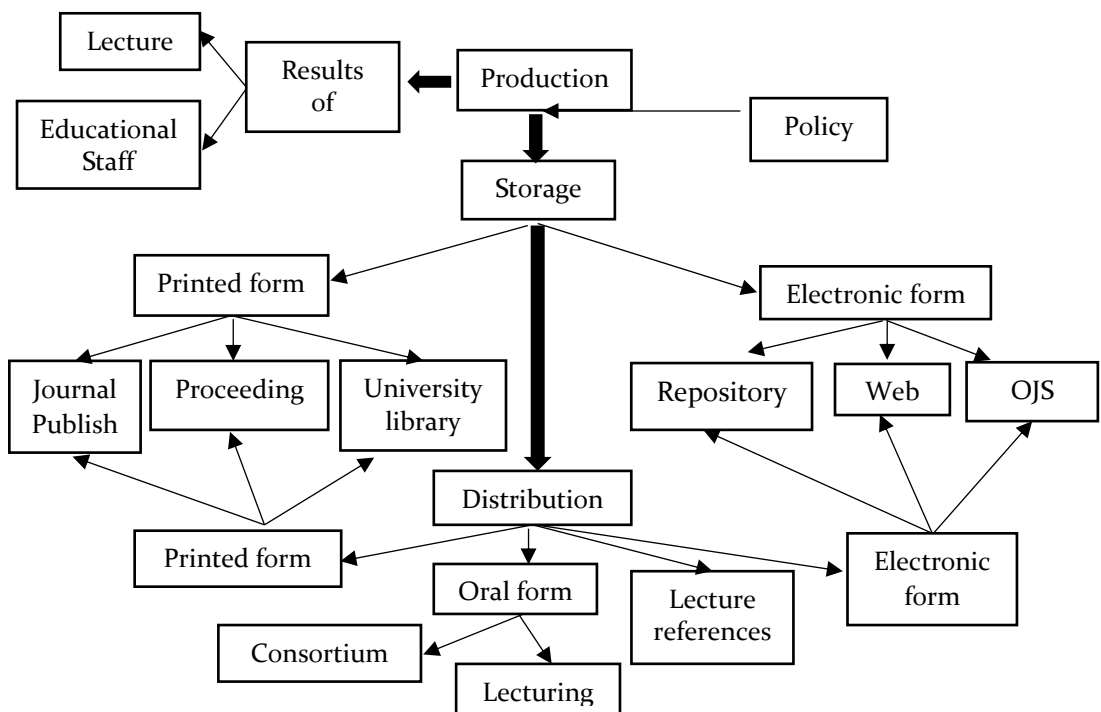 Lecture
Results
of
Production
Policy
Educational
Staff
Storage
Printed form
Electronic form
Journal
Publish
Proceeding
University
library
Repository
Web
OJS
Distribution
Printed form
Oral form
Lecture
references
Electronic
form
Consortium
Lecturing